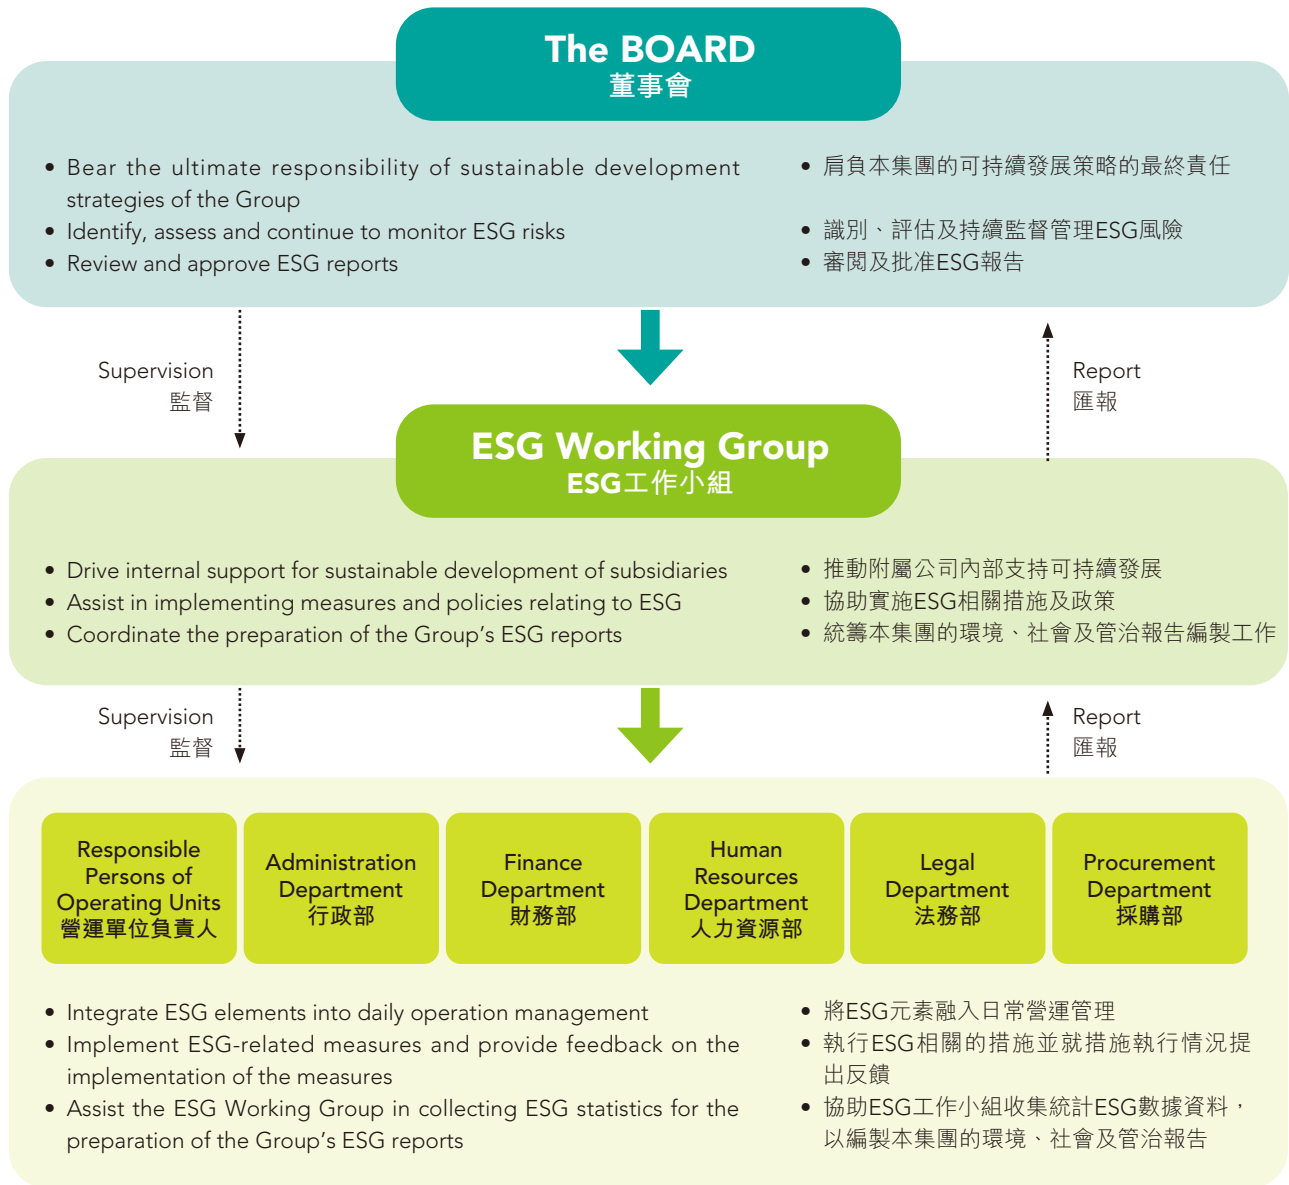 The BOARD
董事會
• Bear the ultimate responsibility of sustainable development
strategies of the Group
• Identify, assess and continue to monitor ESG risks
• Review and approve ESG reports
• 肩負本集團的可持續發展策略的最終責任
• 識別、評估及持續監督管理ESG風險
• 審閱及批准ESG報告
Supervision
監督
Report
匯報
ESG Working Group
ESG工作小組
• Drive internal support for sustainable development of subsidiaries
• Assist in implementing measures and policies relating to ESG
• Coordinate the preparation of the Group's ESG reports
• 推動附屬公司內部支持可持續發展
• 協助實施ESG相關措施及政策
• 統籌本集團的環境、社會及管治報告編製工作
Supervision
監督
Report
匯報
Responsible
Persons of
Operating Units
營運單位負責人
Administration
Department
行政部
Finance
Department
財務部
Human
Resources
Department
人力資源部
Legal
Department
法務部
Procurement
Department
採購部
• Integrate ESG elements into daily operation management
• Implement ESG-related measures and provide feedback on the
implementation of the measures
• Assist the ESG Working Group in collecting ESG statistics for the
preparation of the Group's ESG reports
• 將ESG元素融入日常營運管理
• 執行ESG相關的措施並就措施執行情況提
出反饋
• 協助ESG工作小組收集統計ESG數據資料，
以編製本集團的環境、社會及管治報告